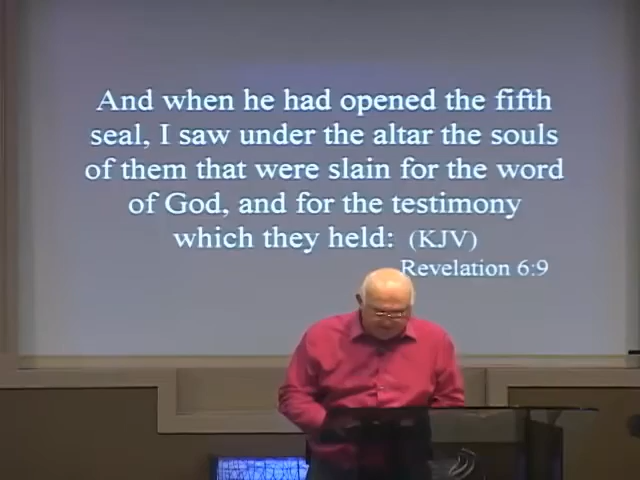 And when he had opened the fifth
seal, I saw under the altar the souls
of them that were slain for the word
of God, and for the testimony
which they held: (KJV)
Revelation 6:9